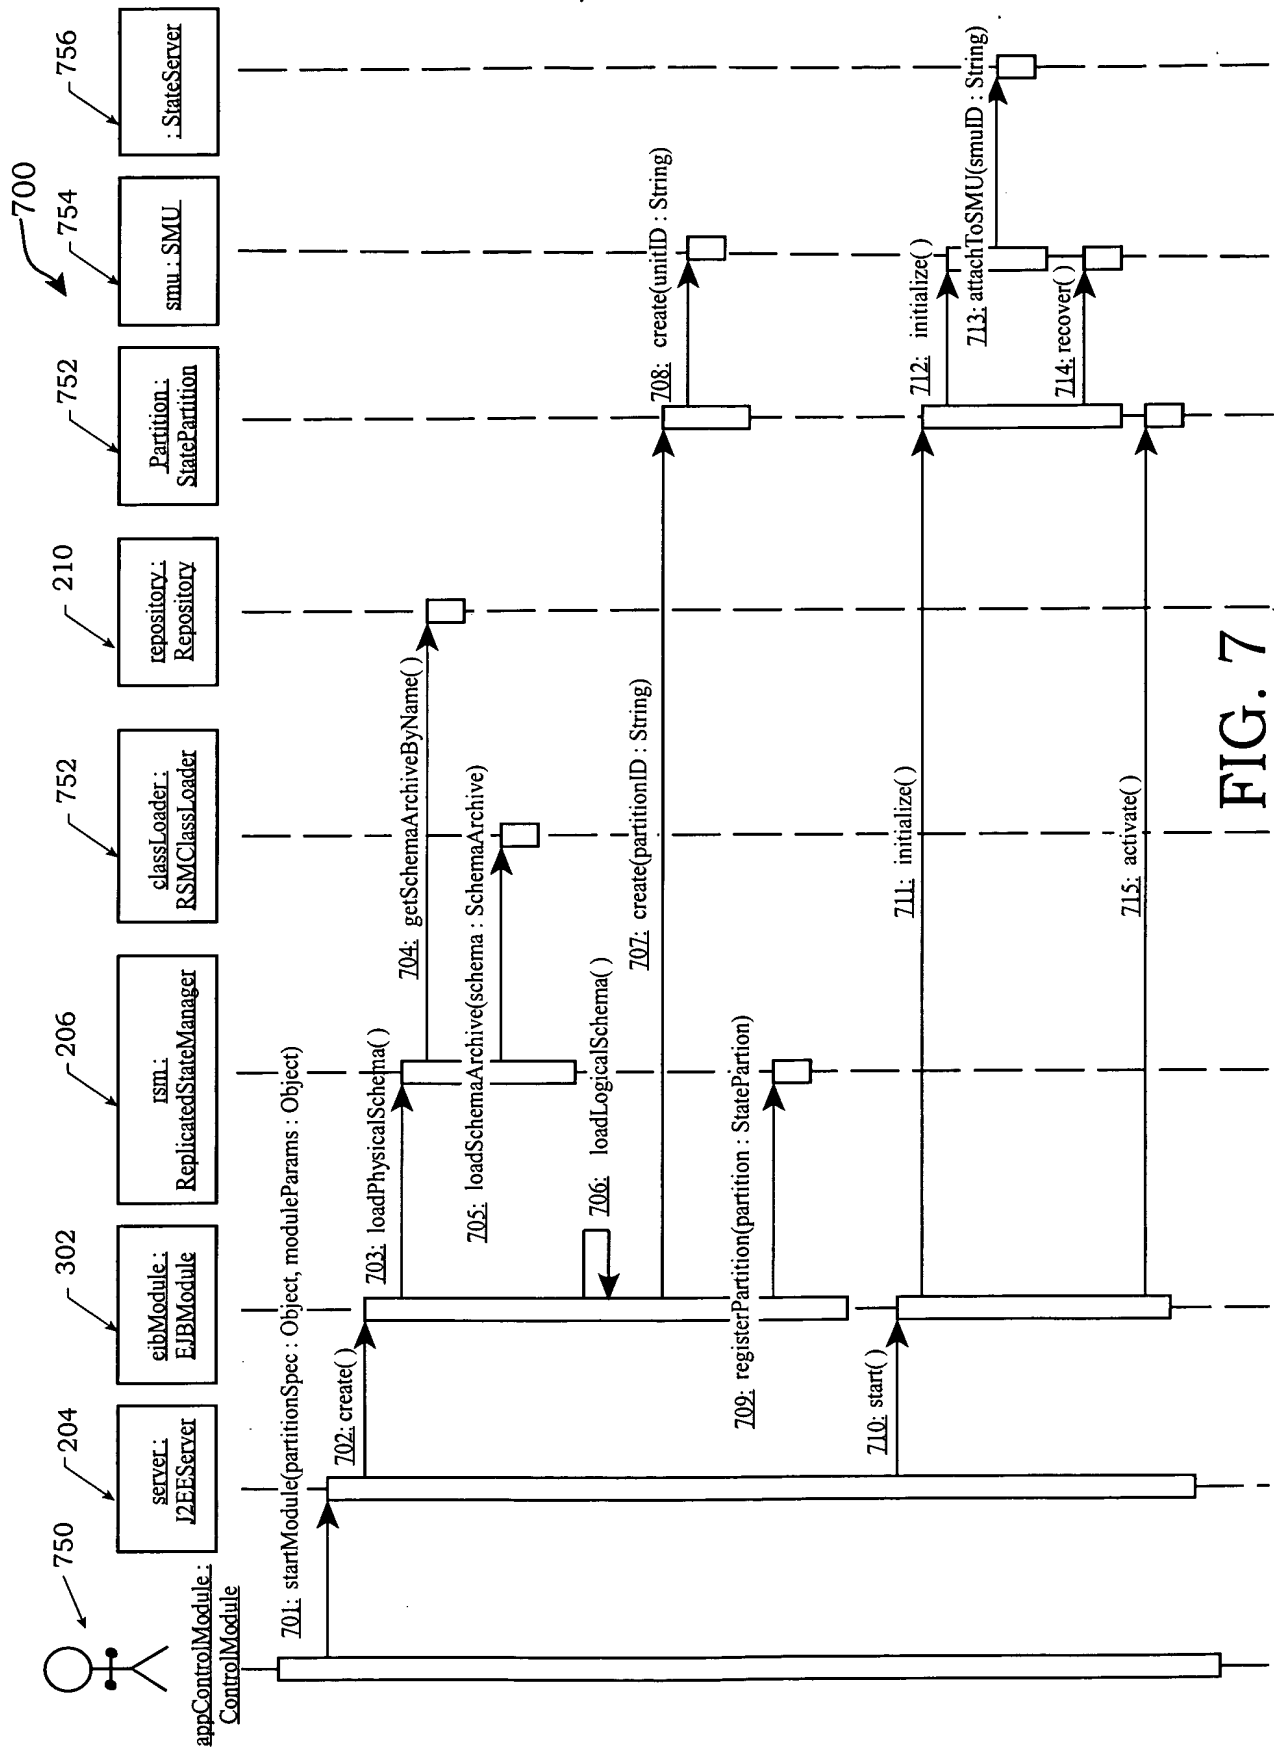 700
750
204
302
206
752
210
752
754
756
appControlModule :
ControlModule
server :
J2EEServer
ejbModule :
EJBModule
rsm :
ReplicatedStateManager
classLoader :
RSMClassLoader
repository :
Repository
Partition :
StatePartition
smu : SMU
: StateServer
701: startModule(partitionSpec : Object, moduleParams : Object)
702: create( )
703: loadPhysicalSchema( )
704: getSchemaArchiveByName( )
705: loadSchemaArchive(schema : SchemaArchive)
706: loadLogicalSchema( )
707: create(partitionID : String)
708: create(unitID : String)
709: registerPartition(partition : StatePartion)
710: start( )
711: initialize( )
712: initialize( )
713: attachToSMU(smuID : String)
714: recover( )
715: activate( )
FIG. 7